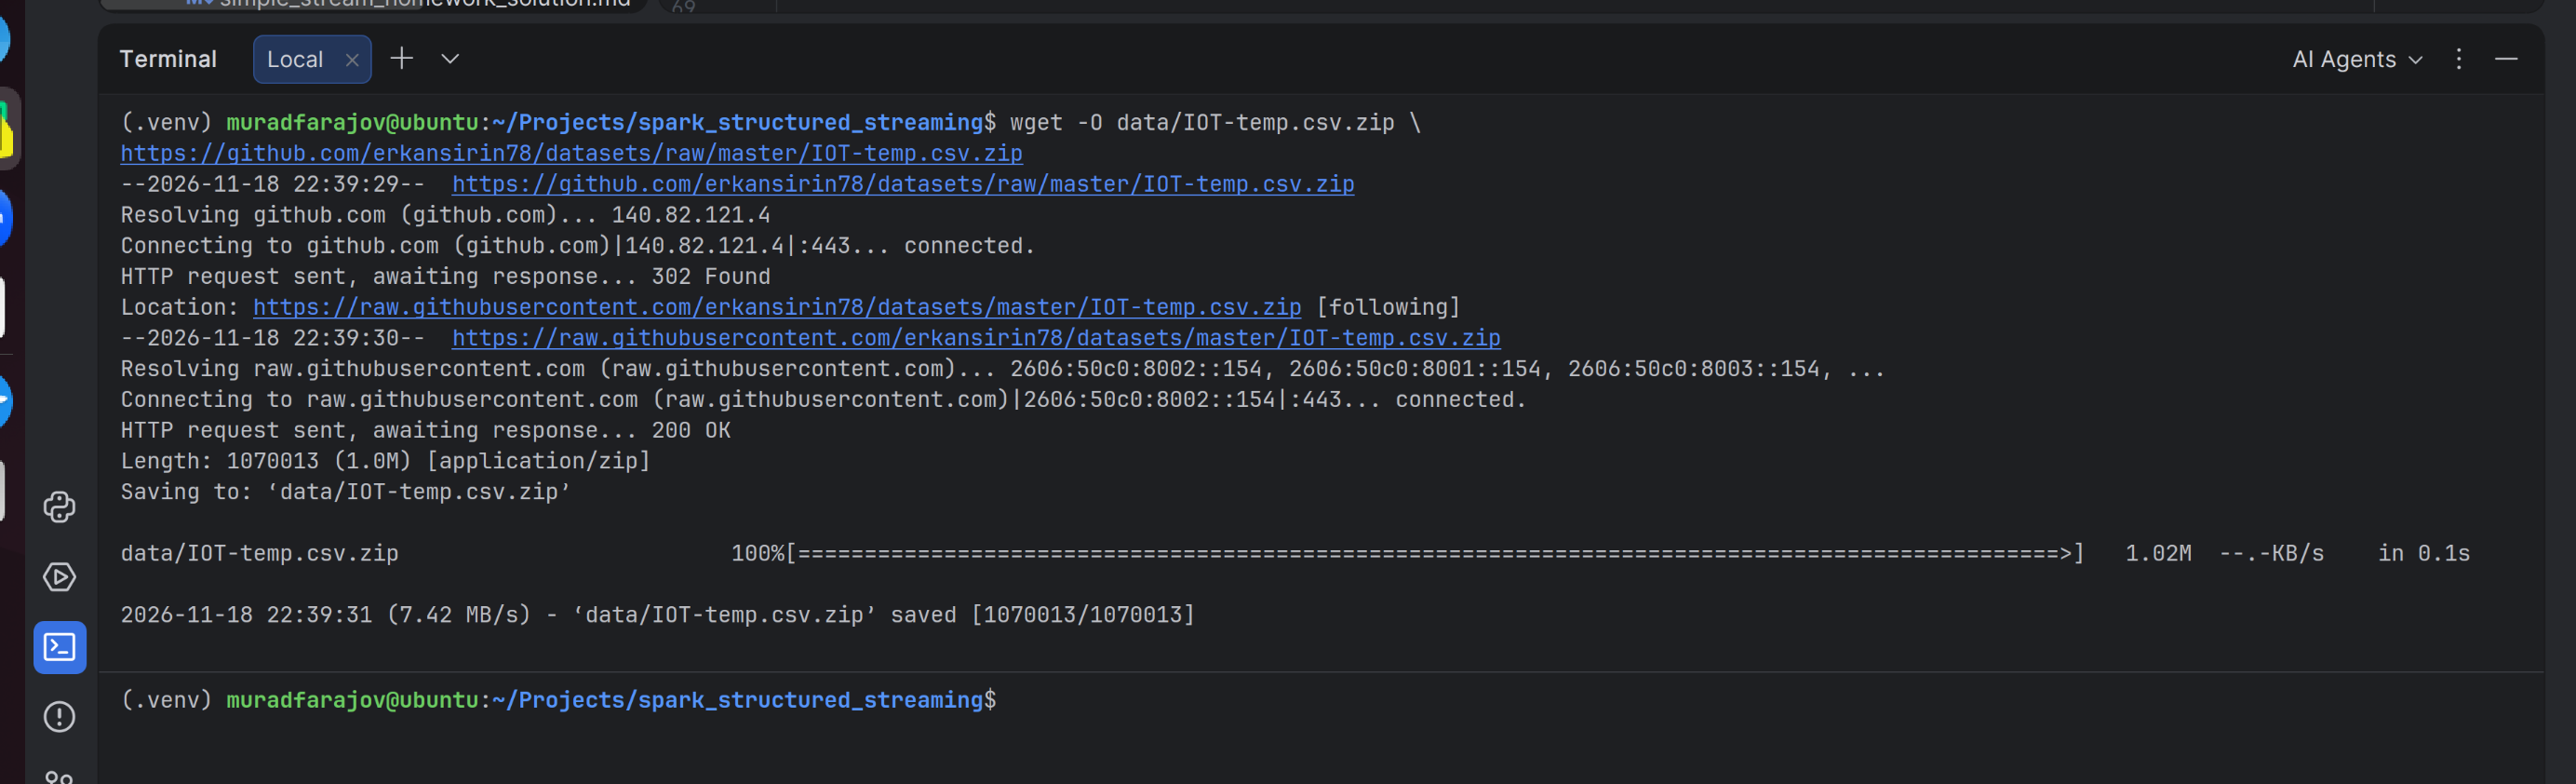 simple_stream_homework_solution.md
69
Terminal Local AI Agents
(.venv) muradfarajov@ubuntu:~/Projects/spark_structured_streaming$ wget -O data/IOT-temp.csv.zip \
https://github.com/erkansirin78/datasets/raw/master/IOT-temp.csv.zip
--2026-11-18 22:39:29--  https://github.com/erkansirin78/datasets/raw/master/IOT-temp.csv.zip
Resolving github.com (github.com)... 140.82.121.4
Connecting to github.com (github.com)|140.82.121.4|:443... connected.
HTTP request sent, awaiting response... 302 Found
Location: https://raw.githubusercontent.com/erkansirin78/datasets/master/IOT-temp.csv.zip [following]
--2026-11-18 22:39:30--  https://raw.githubusercontent.com/erkansirin78/datasets/master/IOT-temp.csv.zip
Resolving raw.githubusercontent.com (raw.githubusercontent.com)... 2606:50c0:8002::154, 2606:50c0:8001::154, 2606:50c0:8003::154, ...
Connecting to raw.githubusercontent.com (raw.githubusercontent.com)|2606:50c0:8002::154|:443... connected.
HTTP request sent, awaiting response... 200 OK
Length: 1070013 (1.0M) [application/zip]
Saving to: ‘data/IOT-temp.csv.zip’
data/IOT-temp.csv.zip 100%[===============================================================================================>] 1.02M --.-KB/s in 0.1s
2026-11-18 22:39:31 (7.42 MB/s) - ‘data/IOT-temp.csv.zip’ saved [1070013/1070013]
(.venv) muradfarajov@ubuntu:~/Projects/spark_structured_streaming$